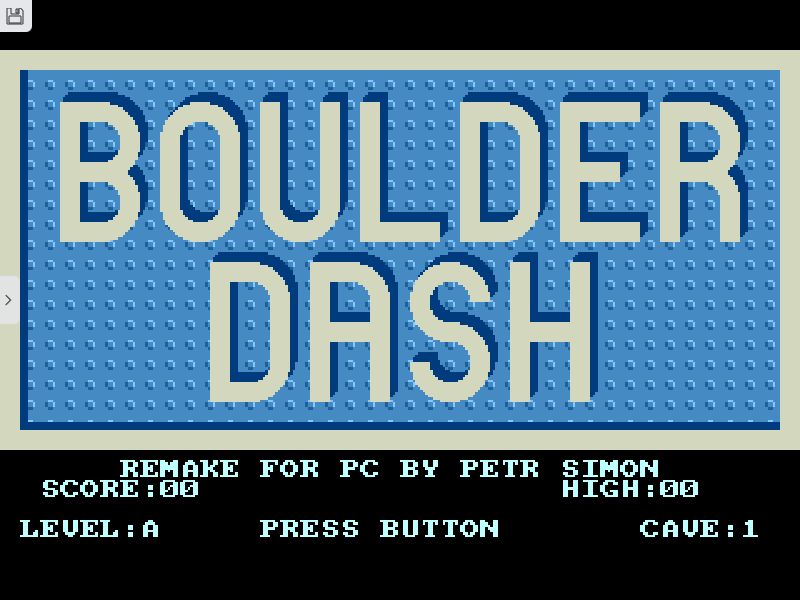 BOULDER
DASH
REMAKE FOR PC BY PETR SIMON
SCORE:00 HIGH:00
LEVEL:A PRESS BUTTON CAVE:1